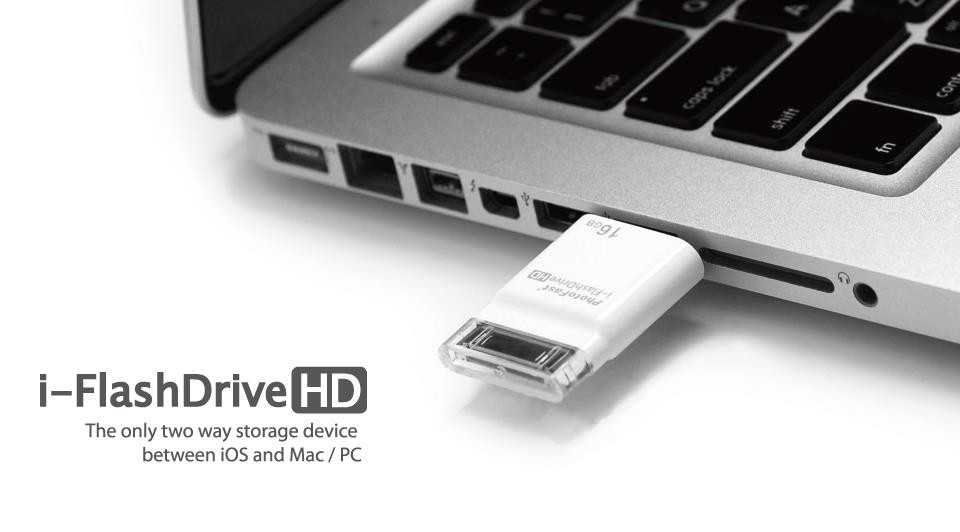 tab
caps lock
shift
fn
cont
A
16GB
PhotoFast
i-FlashDrive HD
i-FlashDrive HD
The only two way storage device
between iOS and Mac / PC